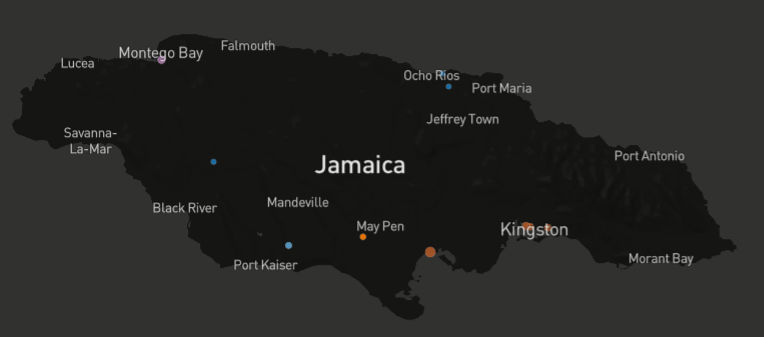 Montego Bay
Falmouth
Lucea
Ocho Rios
Port Maria
Jeffrey Town
Savanna-
La-Mar
Port Antonio
Jamaica
Mandeville
Black River
May Pen
Kingston
Port Kaiser
Morant Bay